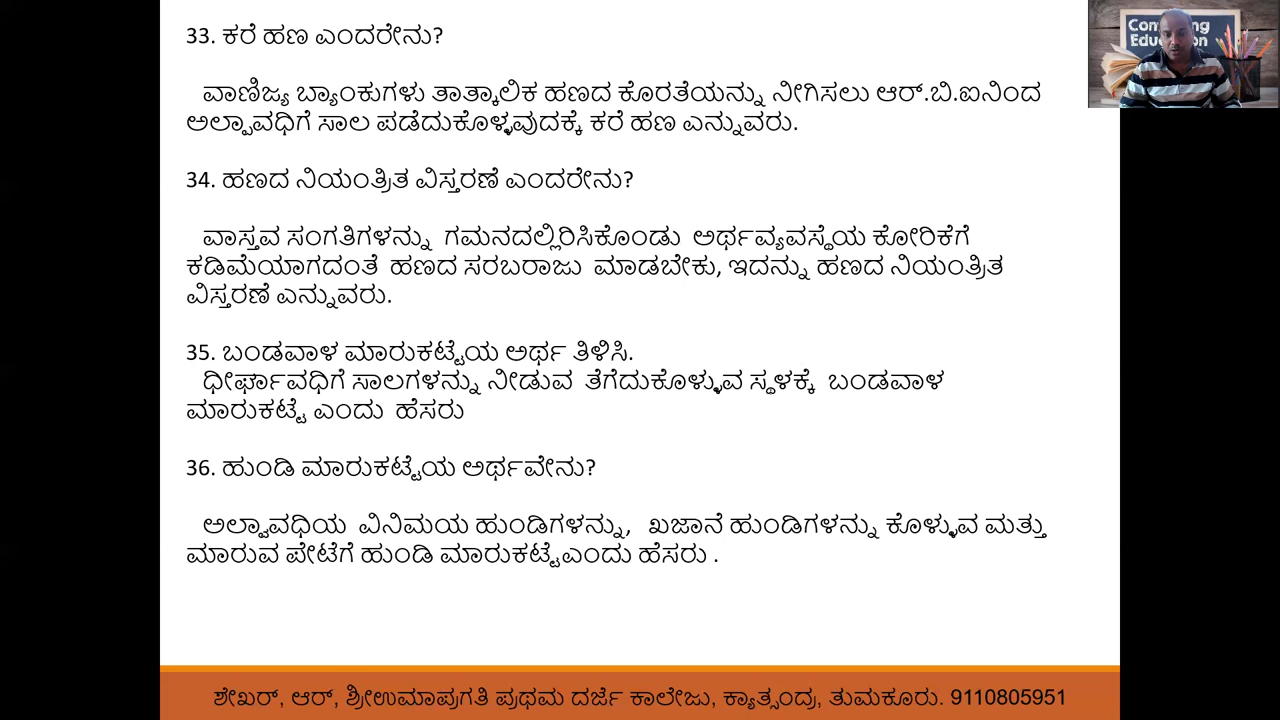 33. ಕರೆ ಹಣ ಎಂದರೇನು?
ವಾಣಿಜ್ಯ ಬ್ಯಾಂಕುಗಳು ತಾತ್ಕಾಲಿಕ ಹಣದ ಕೊರತೆಯನ್ನು ನೀಗಿಸಲು ಆರ್.ಬಿ.ಐನಿಂದ
ಅಲ್ಪಾವಧಿಗೆ ಸಾಲ ಪಡೆದುಕೊಳ್ಳವುದಕ್ಕೆ ಕರೆ ಹಣ ಎನ್ನುವರು.
34. ಹಣದ ನಿಯಂತ್ರಿತ ವಿಸ್ತರಣೆ ಎಂದರೇನು?
ವಾಸ್ತವ ಸಂಗತಿಗಳನ್ನು ಗಮನದಲ್ಲಿರಿಸಿಕೊಂಡು ಅರ್ಥವ್ಯವಸ್ಥೆಯ ಕೋರಿಕೆಗೆ
ಕಡಿಮೆಯಾಗದಂತೆ ಹಣದ ಸರಬರಾಜು ಮಾಡಬೇಕು, ಇದನ್ನು ಹಣದ ನಿಯಂತ್ರಿತ
ವಿಸ್ತರಣೆ ಎನ್ನುವರು.
35. ಬಂಡವಾಳ ಮಾರುಕಟ್ಟೆಯ ಅರ್ಥ ತಿಳಿಸಿ.
ಧೀರ್ಘಾವಧಿಗೆ ಸಾಲಗಳನ್ನು ನೀಡುವ ತೆಗೆದುಕೊಳ್ಳುವ ಸ್ಥಳಕ್ಕೆ ಬಂಡವಾಳ
ಮಾರುಕಟ್ಟೆ ಎಂದು ಹೆಸರು
36. ಹುಂಡಿ ಮಾರುಕಟ್ಟೆಯ ಅರ್ಥವೇನು?
ಅಲ್ಪಾವಧಿಯ ವಿನಿಮಯ ಹುಂಡಿಗಳನ್ನು, ಖಜಾನೆ ಹುಂಡಿಗಳನ್ನು ಕೊಳ್ಳುವ ಮತ್ತು
ಮಾರುವ ಪೇಟೆಗೆ ಹುಂಡಿ ಮಾರುಕಟ್ಟೆಎಂದು ಹೆಸರು .
ಶೇಖರ್, ಆರ್, ಶ್ರೀಉಮಾಪ್ರಗತಿ ಪ್ರಥಮ ದರ್ಜೆ ಕಾಲೇಜು, ಕ್ಯಾತ್ಸಂದ್ರ, ತುಮಕೂರು. 9110805951